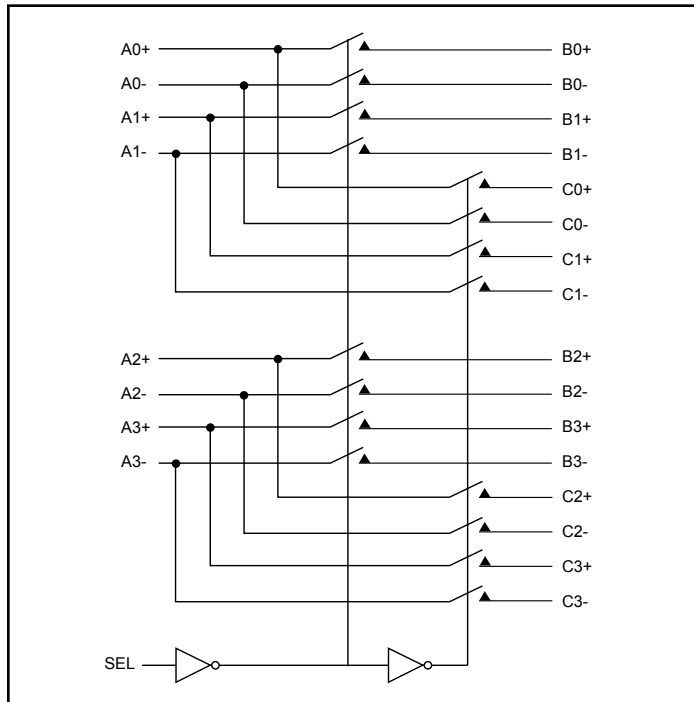 A0+ B0+
A0- B0-
A1+ B1+
A1- B1-
C0+
C0-
C1+
C1-
A2+ B2+
A2- B2-
A3+ B3+
A3- B3-
C2+
C2-
C3+
C3-
SEL